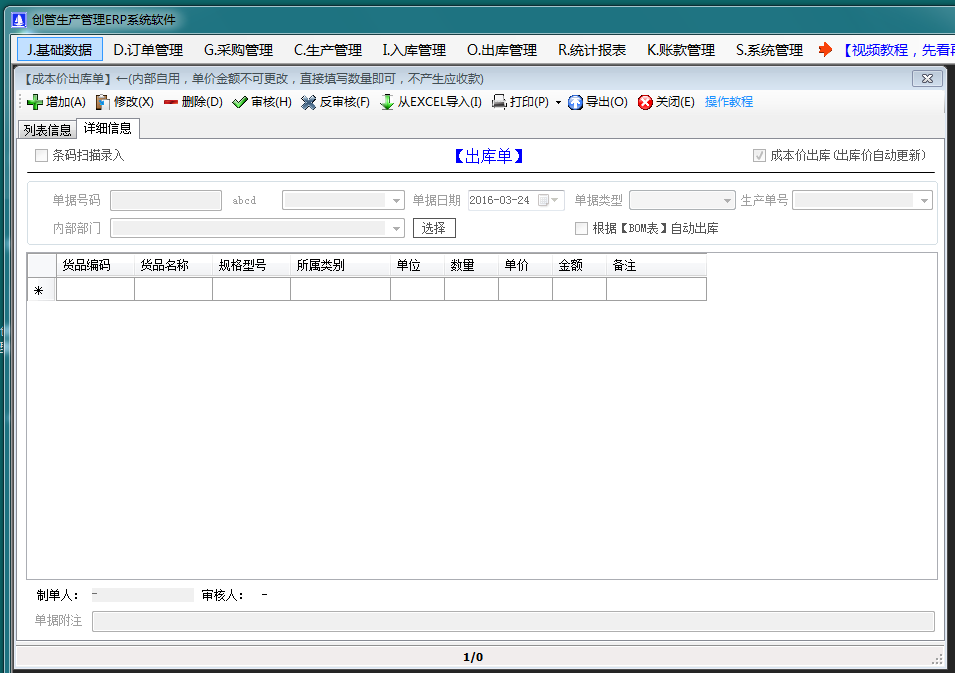 创管生产管理ERP系统软件
J.基础数据 D.订单管理 G.采购管理 C.生产管理 I.入库管理 O.出库管理 R.统计报表 K.账款管理 S.系统管理 【视频教程，先看
【成本价出库单】←(内部自用，单价金额不可更改，直接填写数量即可，不产生应收款)
增加(A) 修改(X) 删除(D) 审核(H) 反审核(F) 从EXCEL导入(I) 打印(P) 导出(O) 关闭(E) 操作教程
列表信息 详细信息
条码扫描录入 【出库单】 成本价出库(出库价自动更新)
单据号码 abcd 单据日期 2016-03-24 单据类型 生产单号
内部部门 选择 根据【BOM表】自动出库
货品编码 货品名称 规格型号 所属类别 单位 数量 单价 金额 备注
*
制单人： - 审核人： -
单据附注
1/0